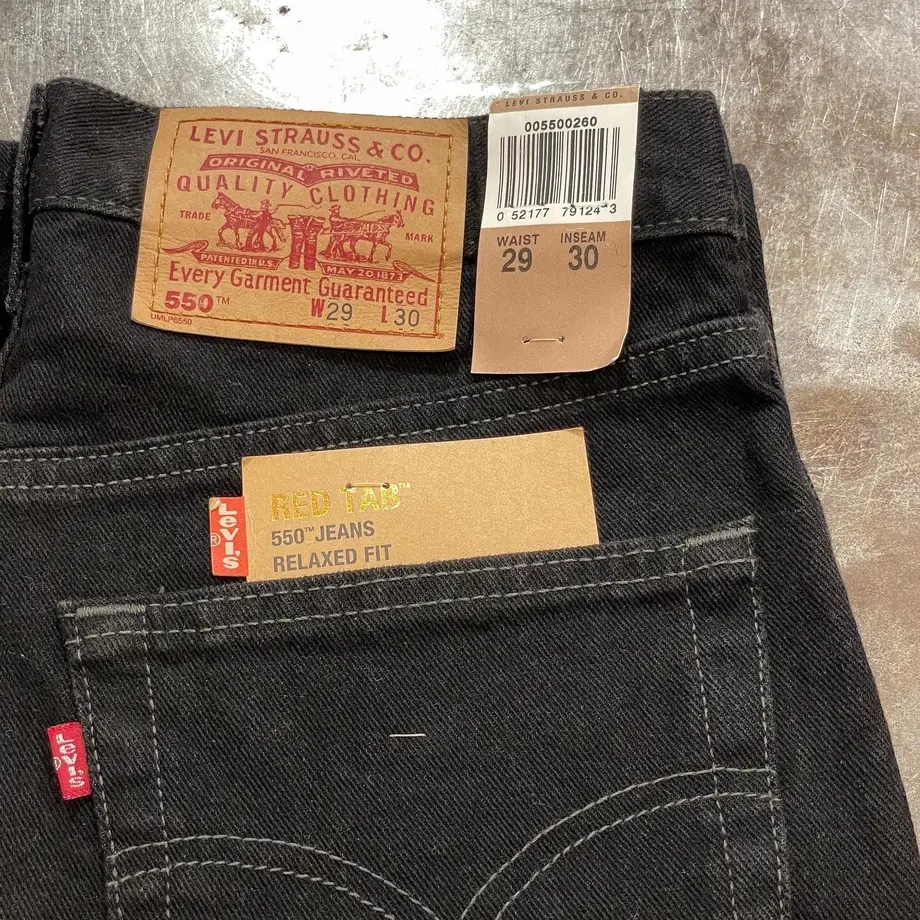 LEVI STRAUSS & CO.
SAN FRANCISCO, CAL.
ORIGINAL RIVETED
QUALITY CLOTHING
TRADE MARK
PATENTED IN U.S. MAY 20, 1873
Every Garment Guaranteed
550™ W29 L30
UMLP6550
LEVI STRAUSS & CO.
005500260
0 52177 79124 3
WAIST INSEAM
29 30
RED TAB™
550™ JEANS
RELAXED FIT
Levi's
®
Levi's
®